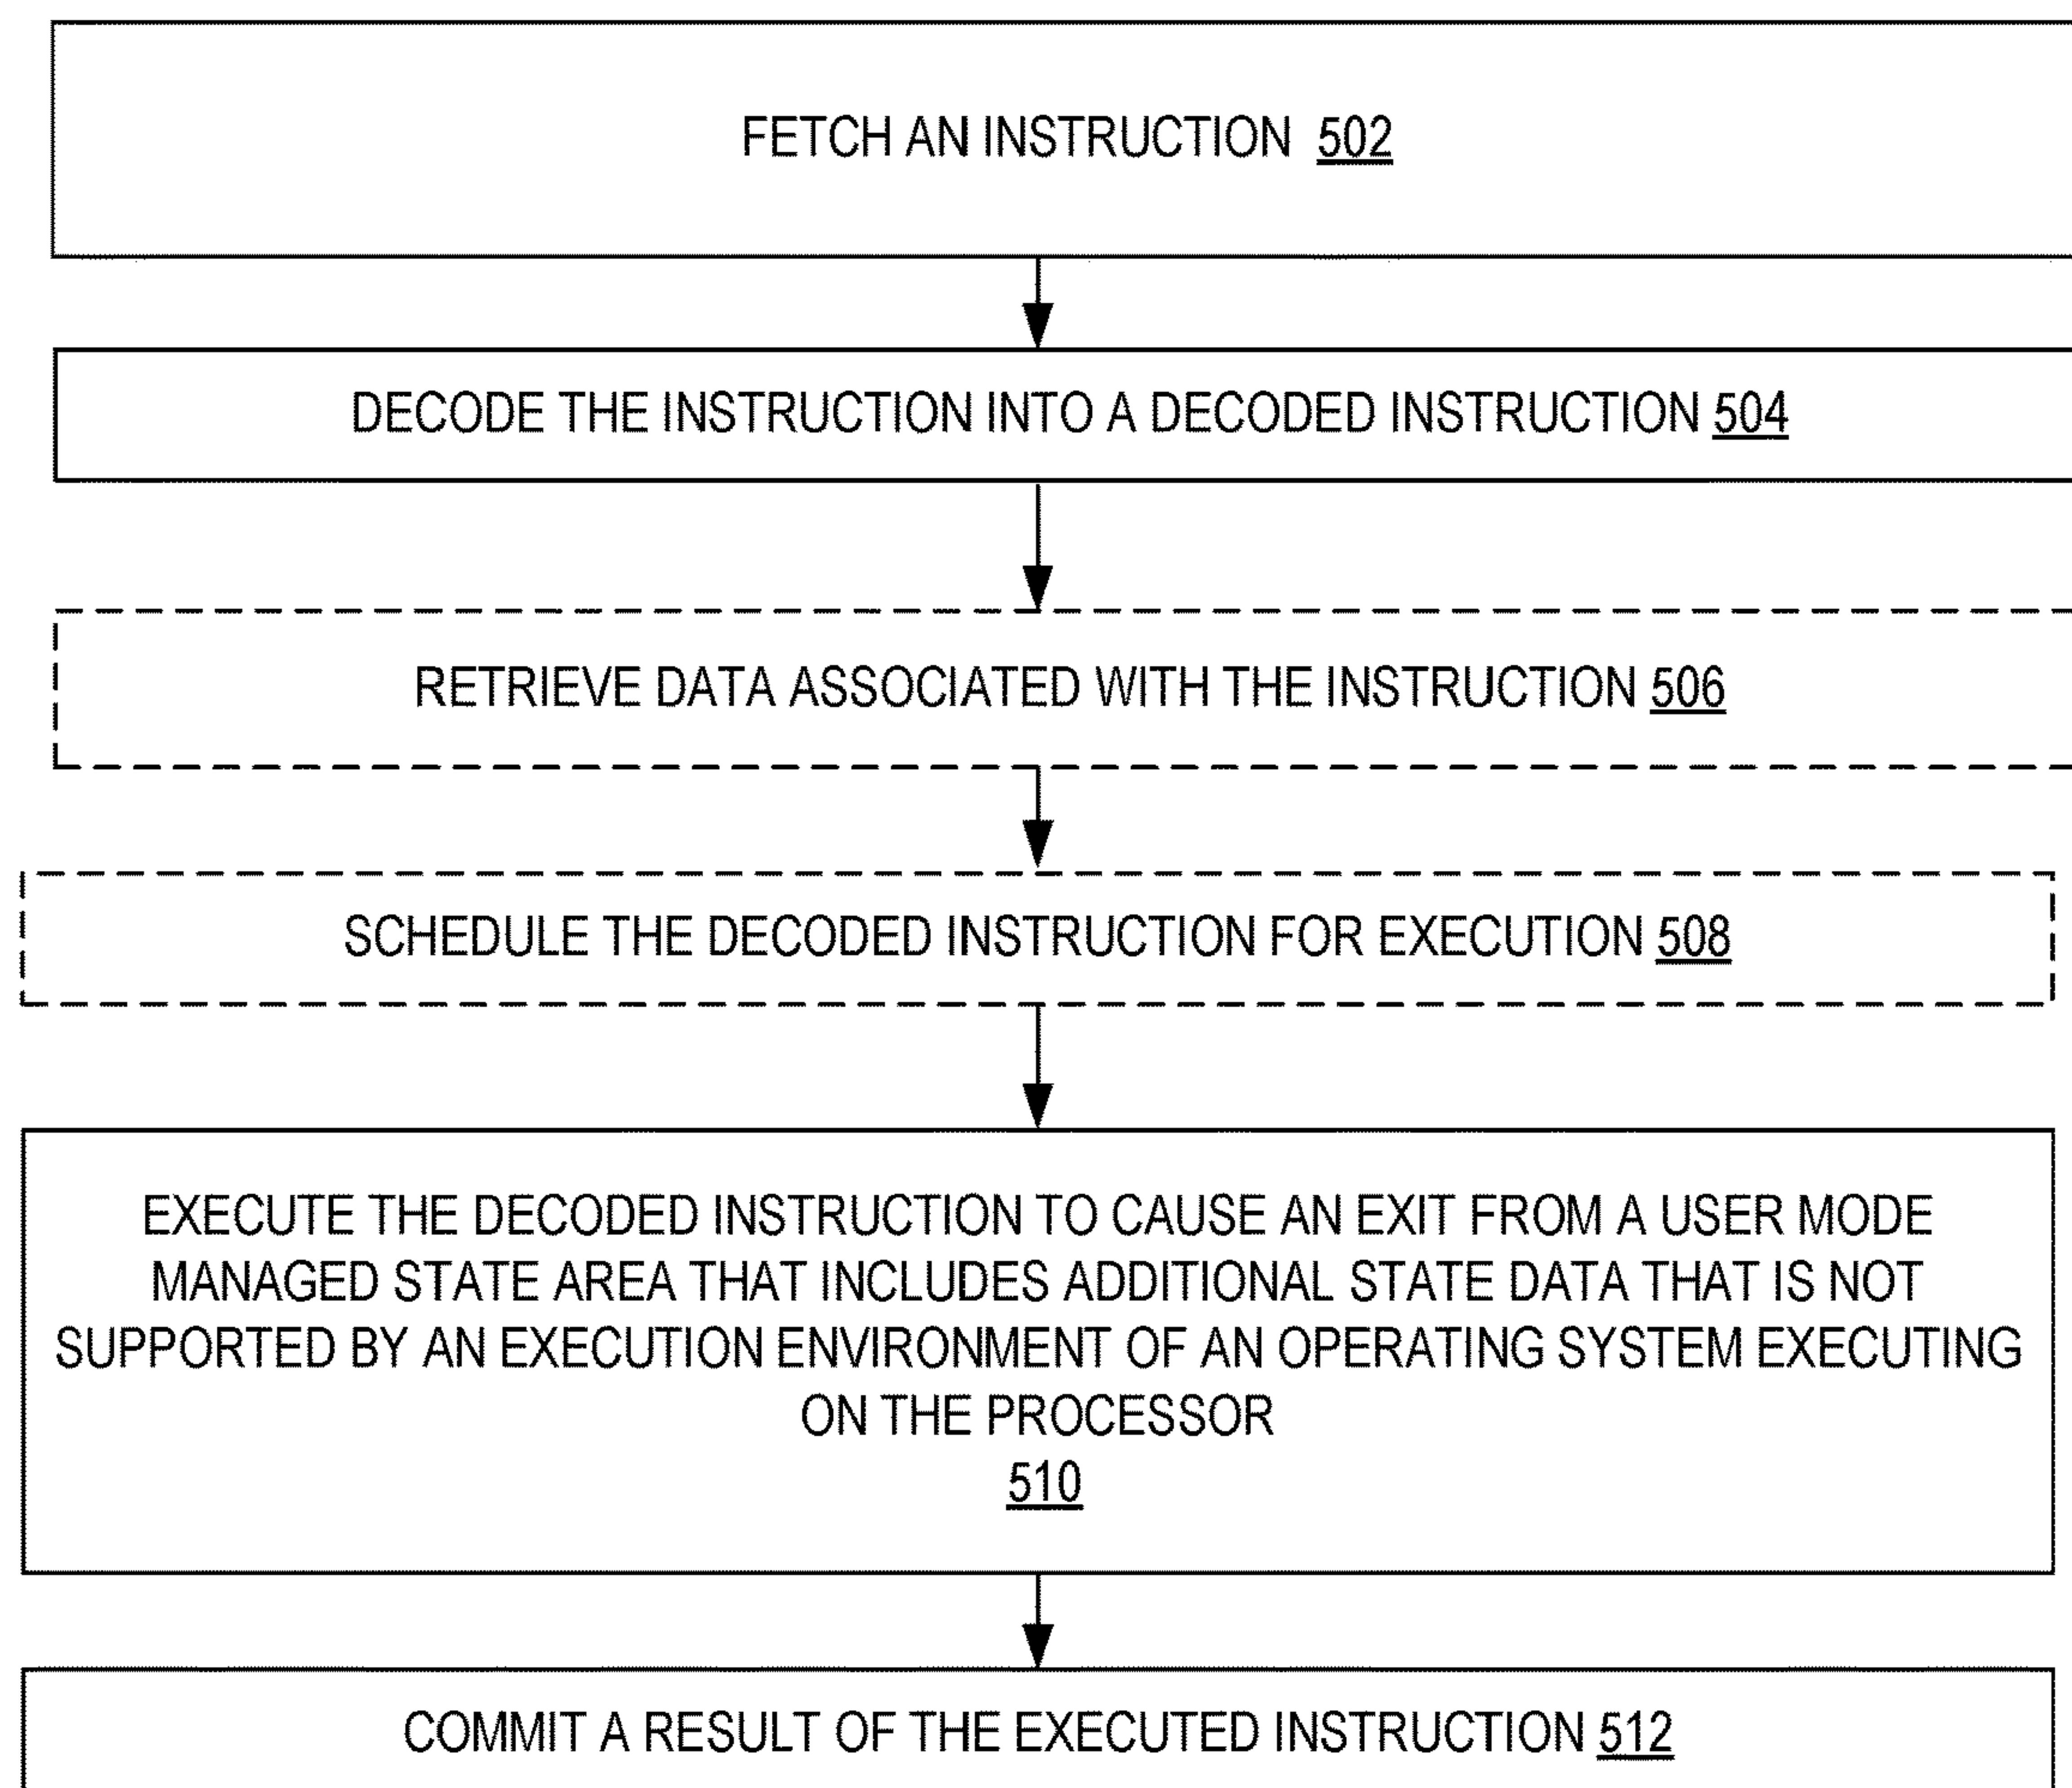 FETCH AN INSTRUCTION 502
DECODE THE INSTRUCTION INTO A DECODED INSTRUCTION 504
RETRIEVE DATA ASSOCIATED WITH THE INSTRUCTION 506
SCHEDULE THE DECODED INSTRUCTION FOR EXECUTION 508
EXECUTE THE DECODED INSTRUCTION TO CAUSE AN EXIT FROM A USER MODE
MANAGED STATE AREA THAT INCLUDES ADDITIONAL STATE DATA THAT IS NOT
SUPPORTED BY AN EXECUTION ENVIRONMENT OF AN OPERATING SYSTEM EXECUTING
ON THE PROCESSOR
510
COMMIT A RESULT OF THE EXECUTED INSTRUCTION 512